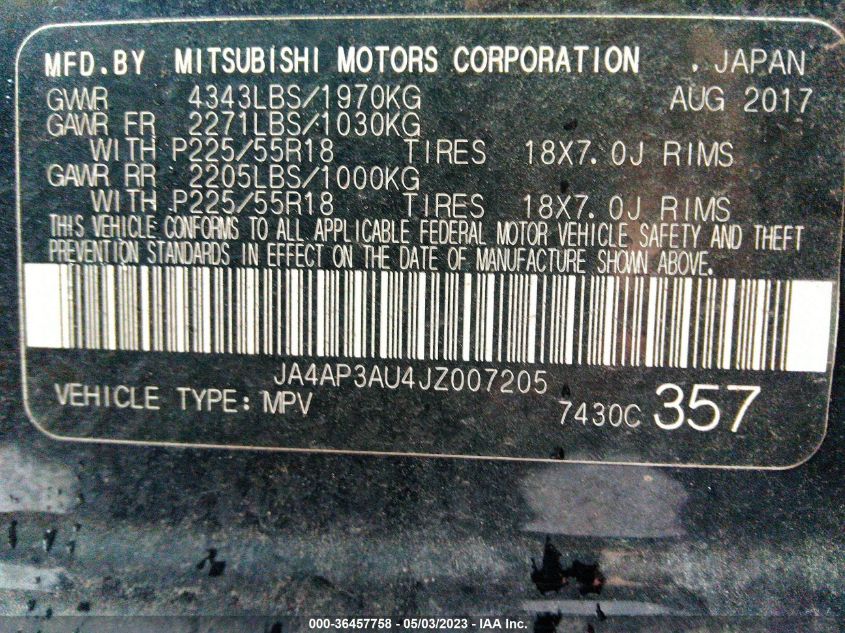 MFD.BY MITSUBISHI MOTORS CORPORATION , JAPAN
GVWR 4343LBS/1970KG AUG 2017
GAWR FR 2271LBS/1030KG
WITH P225/55R18 TIRES 18X7.0J RIMS
GAWR RR 2205LBS/1000KG
WITH P225/55R18 TIRES 18X7.0J RIMS
THIS VEHICLE CONFORMS TO ALL APPLICABLE FEDERAL MOTOR VEHICLE SAFETY AND THEFT
PREVENTION STANDARDS IN EFFECT ON THE DATE OF MANUFACTURE SHOWN ABOVE.
JA4AP3AU4JZ007205
VEHICLE TYPE: MPV 7430C 357
000-36457758 - 05/03/2023 - IAA Inc.